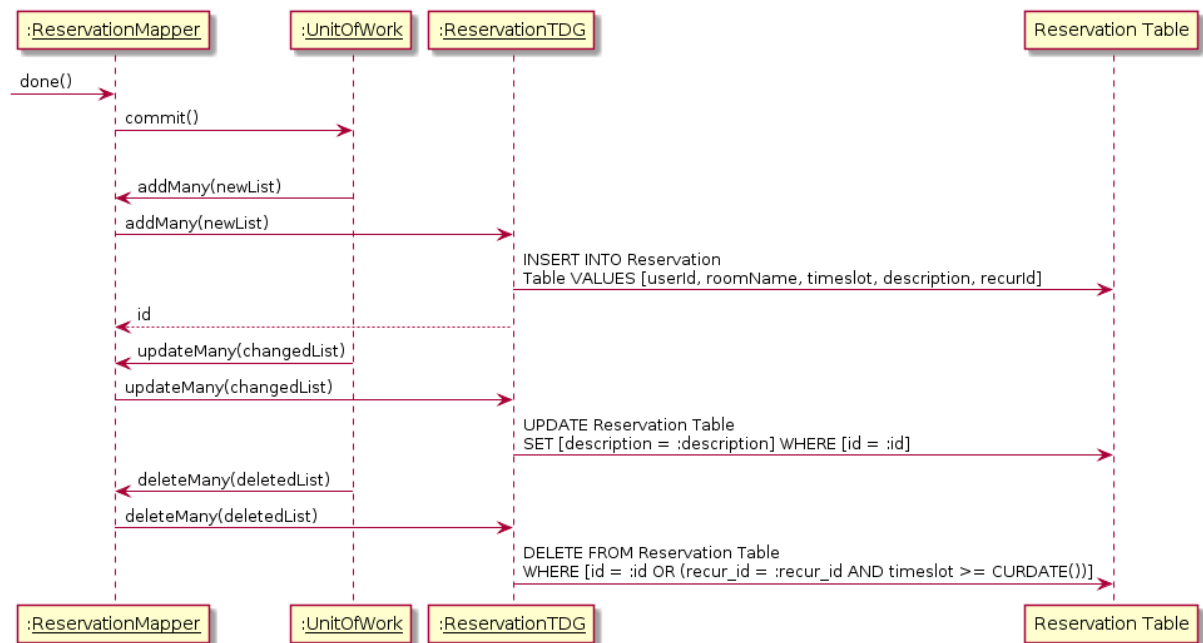 :ReservationMapper
:UnitOfWork
:ReservationTDG
Reservation Table
done()
commit()
addMany(newList)
addMany(newList)
INSERT INTO Reservation
Table VALUES [userId, roomName, timeslot, description, recurId]
id
updateMany(changedList)
updateMany(changedList)
UPDATE Reservation Table
SET [description = :description] WHERE [id = :id]
deleteMany(deletedList)
deleteMany(deletedList)
DELETE FROM Reservation Table
WHERE [id = :id OR (recur_id = :recur_id AND timeslot >= CURDATE())]
:ReservationMapper
:UnitOfWork
:ReservationTDG
Reservation Table